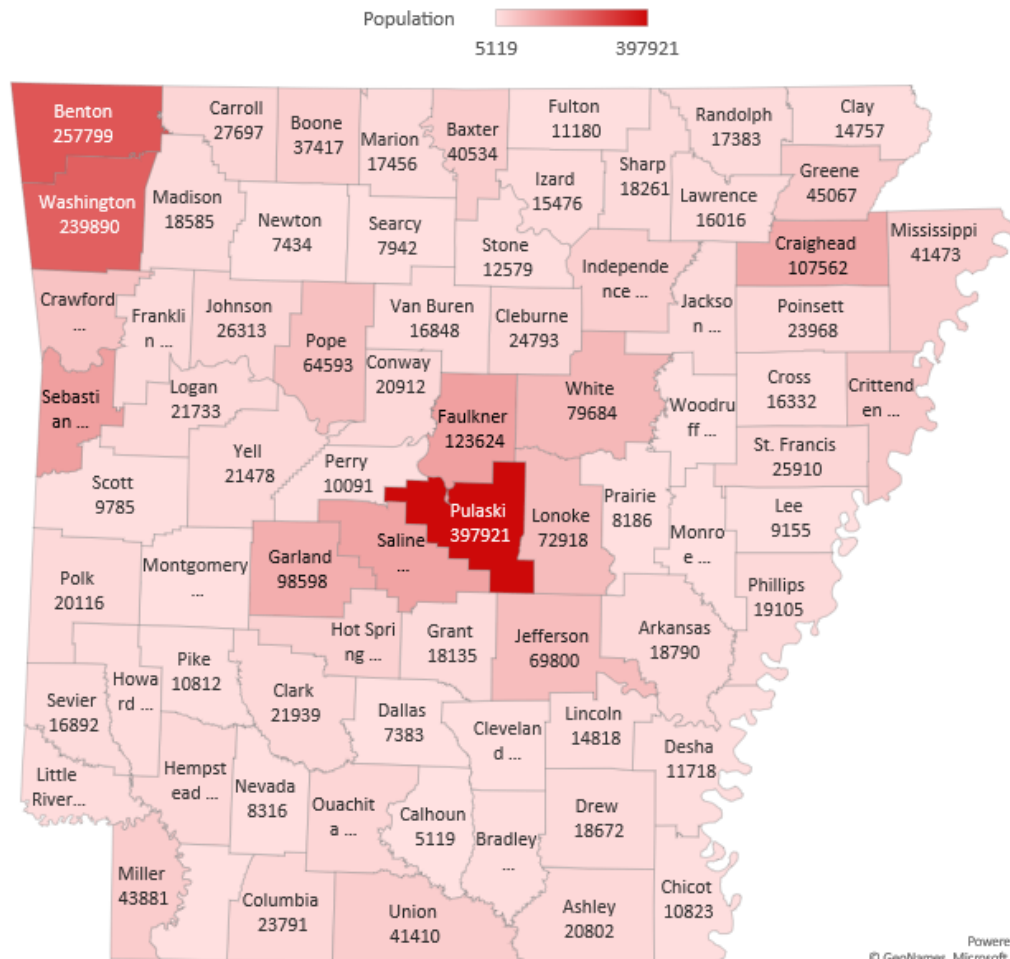 Population
5119 397921
Benton
257799
Carroll
27697
Boone
37417
Marion
17456
Baxter
40534
Fulton
11180
Randolph
17383
Clay
14757
Washington
239890
Madison
18585
Newton
7434
Searcy
7942
Izard
15476
Sharp
18261
Lawrence
16016
Greene
45067
Stone
12579
Craighead
107562
Mississippi
41473
Crawford
...
Frankli
n ...
Johnson
26313
Pope
64593
Van Buren
16848
Cleburne
24793
Independe
nce ...
Jackso
n ...
Poinsett
23968
Sebasti
an ...
Logan
21733
Conway
20912
Faulkner
123624
White
79684
Woodru
ff ...
Cross
16332
Crittend
en ...
Scott
9785
Yell
21478
Perry
10091
Pulaski
397921
Lonoke
72918
Prairie
8186
Monro
e ...
St. Francis
25910
Lee
9155
Polk
20116
Montgomery
...
Garland
98598
Saline
...
Phillips
19105
Hot Spri
ng ...
Grant
18135
Jefferson
69800
Arkansas
18790
Sevier
16892
Howa
rd ...
Pike
10812
Clark
21939
Dallas
7383
Clevelan
d ...
Lincoln
14818
Desha
11718
Little
River...
Hempst
ead ...
Nevada
8316
Ouachit
a ...
Calhoun
5119
Bradley
...
Drew
18672
Miller
43881
Columbia
23791
Union
41410
Ashley
20802
Chicot
10823
Powere
© GeoNames, Microsoft